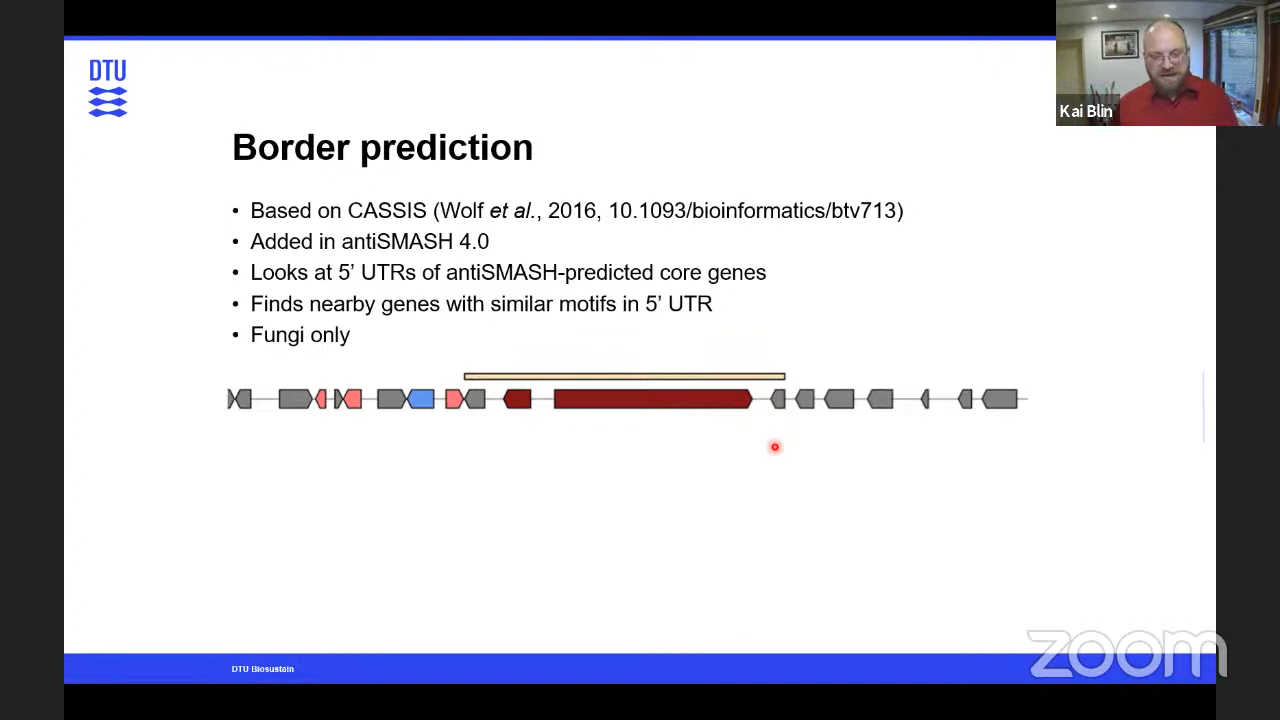 DTU
Kai Blin
Border prediction
• Based on CASSIS (Wolf et al., 2016, 10.1093/bioinformatics/btv713)
• Added in antiSMASH 4.0
• Looks at 5’ UTRs of antiSMASH-predicted core genes
• Finds nearby genes with similar motifs in 5’ UTR
• Fungi only
zoom
DTU Biosustain